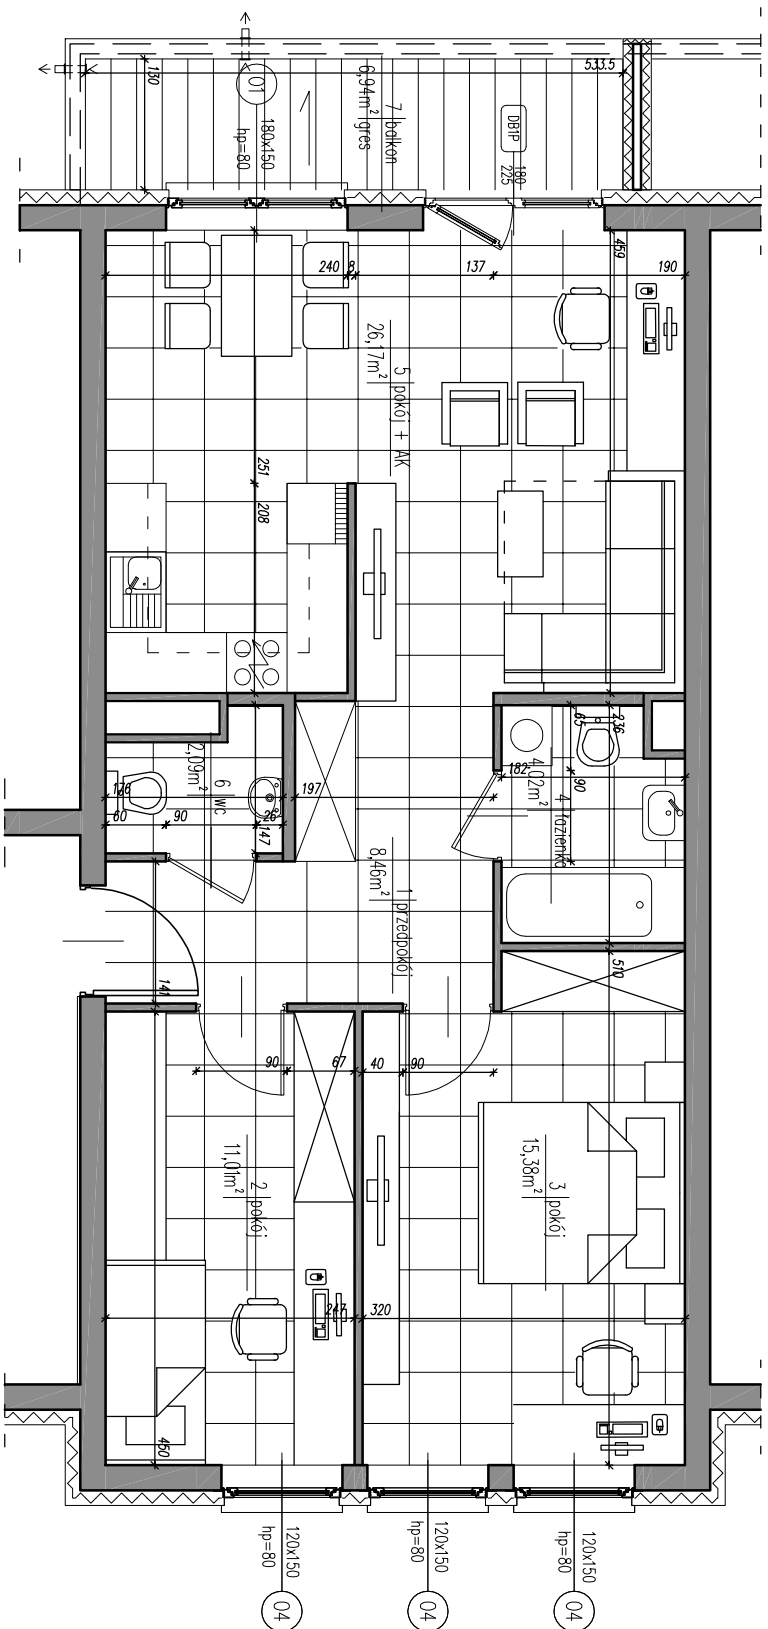 533.5
130
01
180x150
hp=80
7 balkon
6,94m² gres
DB1P
180
225
459
240
8
137
190
5 pokój + AK
26,17m²
251
208
236
65
182
90
4 łazienka
4,02m²
6 wc
2,09m²
176
60
90
26
147
197
1 przedpokój
8,46m²
141
510
90
67
40
90
2 pokój
11,01m²
3 pokój
15,38m²
247
320
450
120x150
hp=80
04
120x150
hp=80
04
120x150
hp=80
04